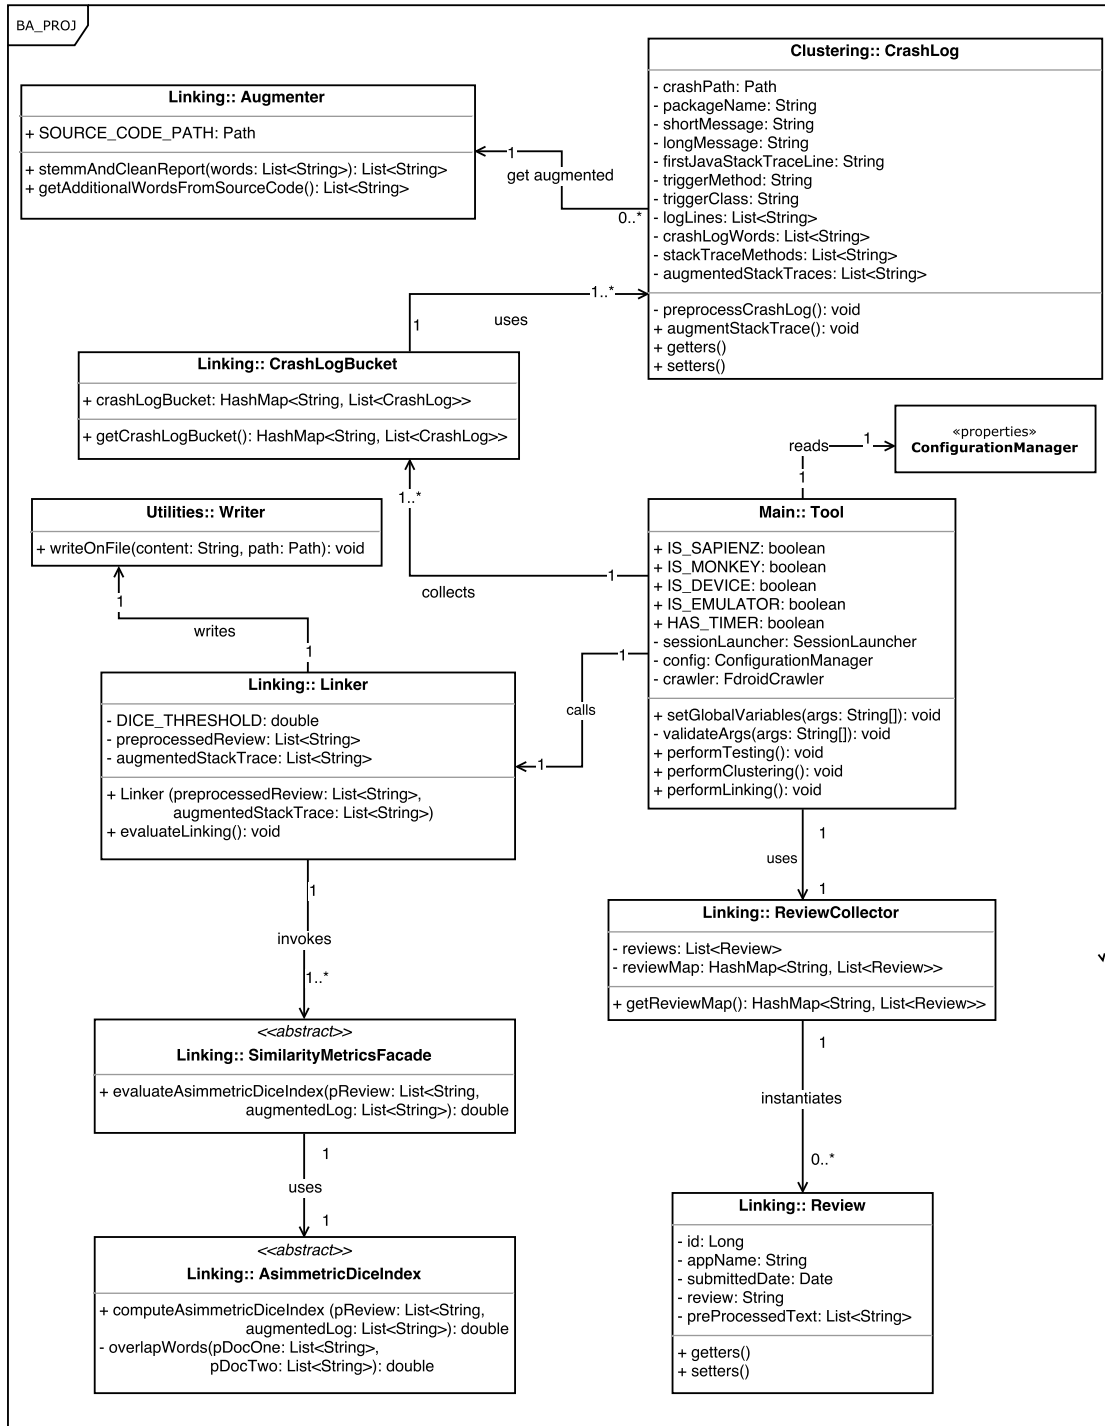 BA_PROJ
Clustering:: CrashLog
- crashPath: Path
- packageName: String
- shortMessage: String
- longMessage: String
- firstJavaStackTraceLine: String
- triggerMethod: String
- triggerClass: String
- logLines: List<String>
- crashLogWords: List<String>
- stackTraceMethods: List<String>
- augmentedStackTraces: List<String>
- preprocessCrashLog(): void
+ augmentStackTrace(): void
+ getters()
+ setters()
Linking:: Augmenter
+ SOURCE_CODE_PATH: Path
+ stemmAndCleanReport(words: List<String>): List<String>
+ getAdditionalWordsFromSourceCode(): List<String>
1
get augmented
0..*
1..*
uses
1
Linking:: CrashLogBucket
+ crashLogBucket: HashMap<String, List<CrashLog>>
+ getCrashLogBucket(): HashMap<String, List<CrashLog>>
«properties»
ConfigurationManager
reads
1
1
1..*
1
collects
Utilities:: Writer
+ writeOnFile(content: String, path: Path): void
1
writes
1
Main:: Tool
+ IS_SAPIENZ: boolean
+ IS_MONKEY: boolean
+ IS_DEVICE: boolean
+ IS_EMULATOR: boolean
+ HAS_TIMER: boolean
- sessionLauncher: SessionLauncher
- config: ConfigurationManager
- crawler: FdroidCrawler
+ setGlobalVariables(args: String[]): void
- validateArgs(args: String[]): void
+ performTesting(): void
+ performClustering(): void
+ performLinking(): void
1
calls
1
Linking:: Linker
- DICE_THRESHOLD: double
- preprocessedReview: List<String>
- augmentedStackTrace: List<String>
+ Linker (preprocessedReview: List<String>,
augmentedStackTrace: List<String>)
+ evaluateLinking(): void
1
uses
1
1
invokes
1..*
Linking:: ReviewCollector
- reviews: List<Review>
- reviewMap: HashMap<String, List<Review>>
+ getReviewMap(): HashMap<String, List<Review>>
<<abstract>>
Linking:: SimilarityMetricsFacade
+ evaluateAsimmetricDiceIndex(pReview: List<String,
augmentedLog: List<String>): double
1
instantiates
0..*
1
uses
1
Linking:: Review
- id: Long
- appName: String
- submittedDate: Date
- review: String
- preProcessedText: List<String>
+ getters()
+ setters()
<<abstract>>
Linking:: AsimmetricDiceIndex
+ computeAsimmetricDiceIndex (pReview: List<String,
augmentedLog: List<String>): double
- overlapWords(pDocOne: List<String>,
pDocTwo: List<String>): double